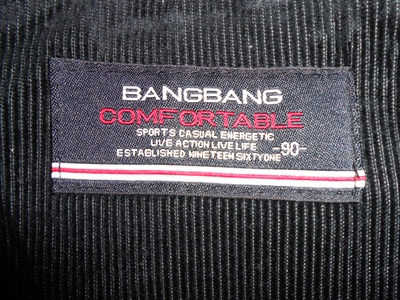 BANGBANG
COMFORTABLE
SPORTS CASUAL ENERGETIC
LIVE ACTION LIVE LIFE
ESTABLISHED NINETEEN SIXTYONE
-90-